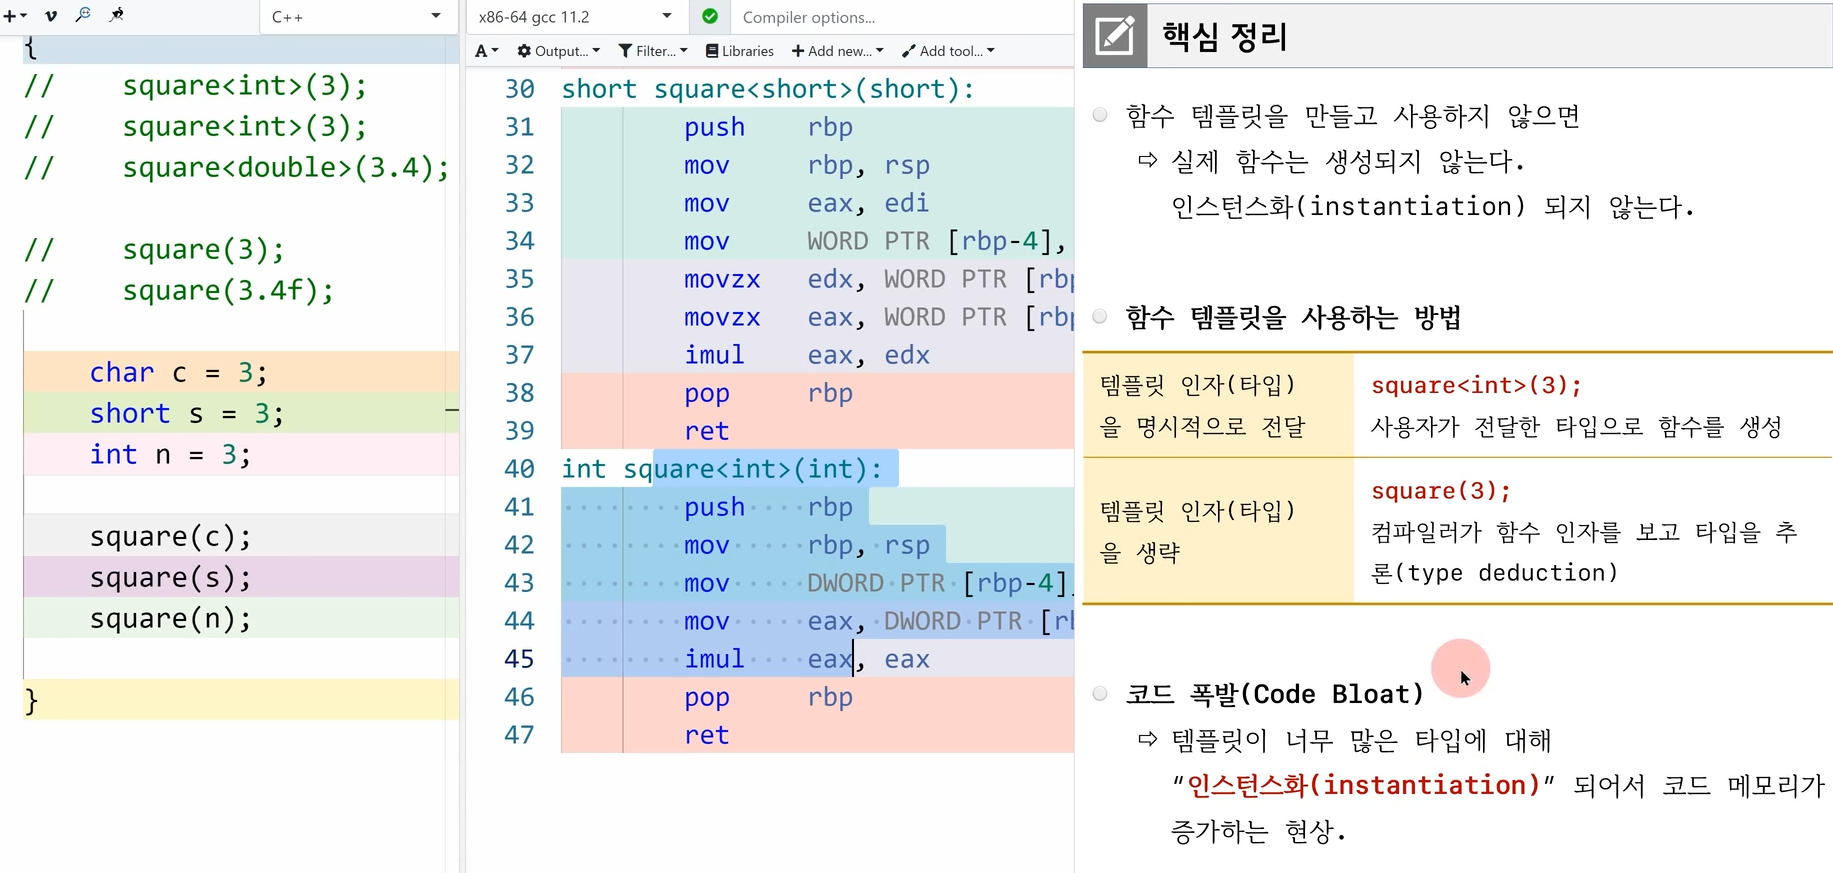 C++
{
//    square<int>(3);
//    square<int>(3);
//    square<double>(3.4);
//    square(3);
//    square(3.4f);
char c = 3;
short s = 3;
int n = 3;
square(c);
square(s);
square(n);
}
x86-64 gcc 11.2
Compiler options...
A Output... Filter... Libraries Add new... Add tool...
30 short square<short>(short):
31 push rbp
32 mov rbp, rsp
33 mov eax, edi
34 mov WORD PTR [rbp-4],
35 movzx edx, WORD PTR [rbp
36 movzx eax, WORD PTR [rbp
37 imul eax, edx
38 pop rbp
39 ret
40 int square<int>(int):
41 push rbp
42 mov rbp, rsp
43 mov DWORD PTR [rbp-4],
44 mov eax, DWORD PTR [rb
45 imul eax, eax
46 pop rbp
47 ret
핵심 정리
함수 템플릿을 만들고 사용하지 않으면
⇨ 실제 함수는 생성되지 않는다.
인스턴스화(instantiation) 되지 않는다.
함수 템플릿을 사용하는 방법
템플릿 인자(타입)
을 명시적으로 전달
square<int>(3);
사용자가 전달한 타입으로 함수를 생성
템플릿 인자(타입)
을 생략
square(3);
컴파일러가 함수 인자를 보고 타입을 추
론(type deduction)
코드 폭발(Code Bloat)
⇨ 템플릿이 너무 많은 타입에 대해
"인스턴스화(instantiation)" 되어서 코드 메모리가
증가하는 현상.